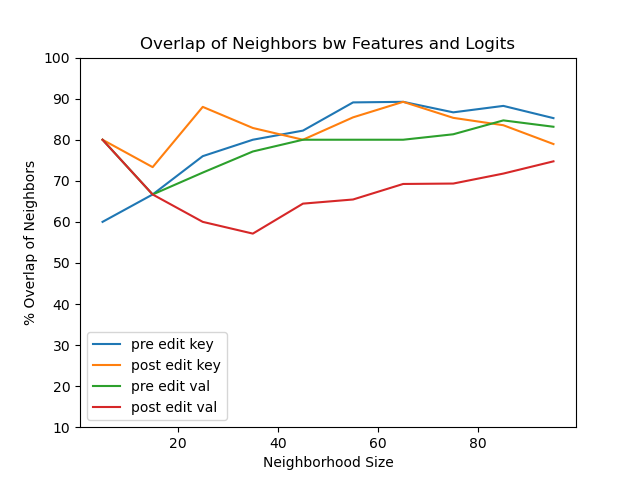 Overlap of Neighbors bw Features and Logits
100
90
80
70
60
50
40
30
20
10
% Overlap of Neighbors
pre edit key
post edit key
pre edit val
post edit val
20 40 60 80
Neighborhood Size